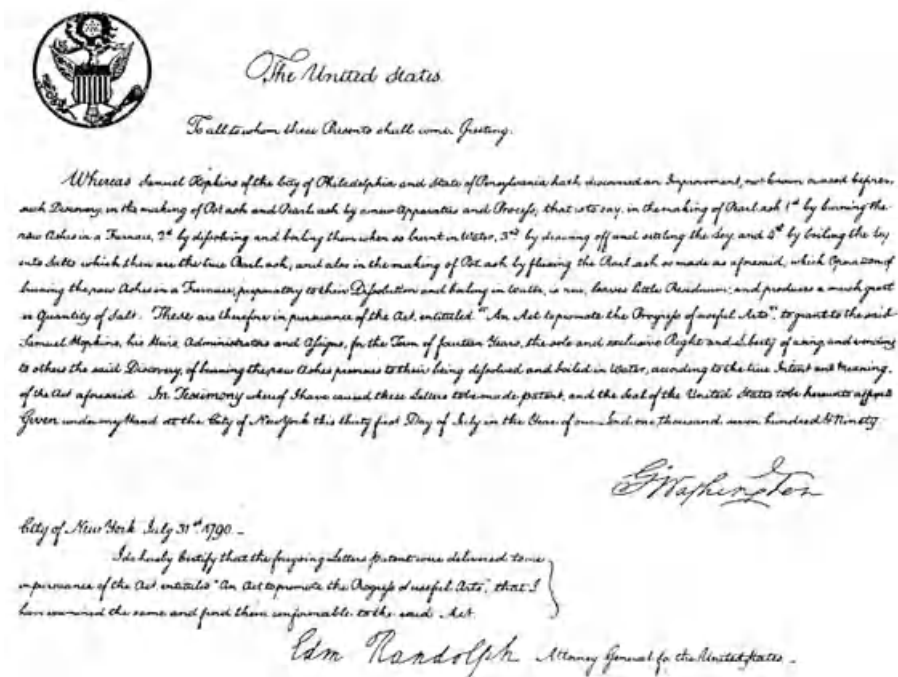 The United States
To all to whom these Presents shall come. Greeting.
Whereas Samuel Hopkins of the City of Philadelphia and State of Pensylvania hath discovered an Improvement, not known or used before,
such Discovery, in the making of Pot ash and Pearl ash by a new Apparatus and Process; that is to say, in the making of Pearl ash 1st by burning the
raw Ashes in a Furnace, 2d by dissolving and boiling them when so burnt in Water, 3rd by drawing off and settling the Ley, and 4th by boiling the Ley
into Salts which then are the true Pearl ash; and also in the making of Pot ash by fluxing the Pearl ash so made as aforesaid; which Operation of
burning the raw Ashes in a Furnace, preparatory to their Dissolution and boiling in Water, is new, leaves little Residuum; and produces a much great
er Quantity of Salt. These are therefore in pursuance of the Act, entituled "An Act to promote the Progress of useful Arts", to grant to the said
Samuel Hopkins, his Heirs, Administrators and Assigns, for the Term of fourteen Years, the sole and exclusive Right and Liberty of using and vending
to others the said Discovery, of burning the raw Ashes previous to their being dissolved and boiled in Water, according to the true Intent and Meaning
of the Act aforesaid. In Testimony whereof I have caused these Letters to be made patent, and the Seal of the United States to be hereunto affixed
Given under my Hand at the City of New York this thirty first Day of July in the Year of our Lord one thousand seven hundred & Ninety.
G. Washington
City of New York July 31st 1790. -
I do hereby Certify that the foregoing Letters patent were delivered to me
in pursuance of the Act, entituled "An Act to promote the Progress of useful Arts", that I
have examined the same and find them conformable to the said Act.
Edm Randolph Attorney General for the United States. -